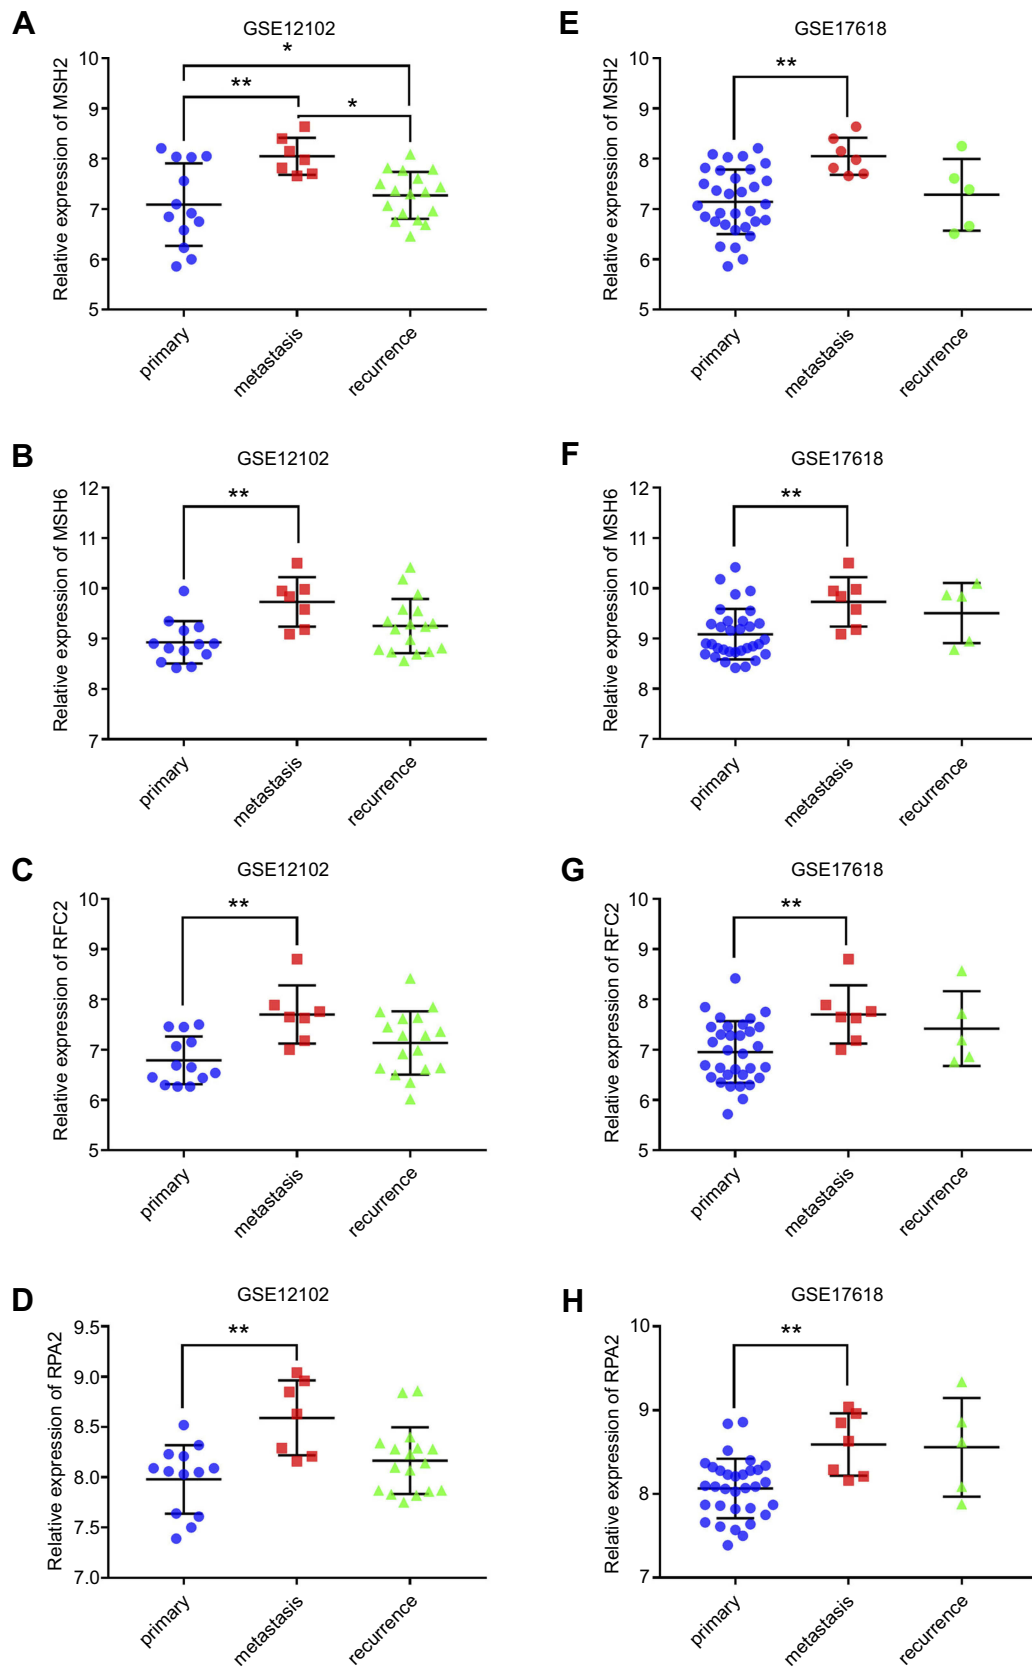 A
GSE12102
Relative expression of MSH2
10
9
8
7
6
5
*
**
*
primary
metastasis
recurrence
E
GSE17618
Relative expression of MSH2
10
9
8
7
6
5
**
primary
metastasis
recurrence
B
GSE12102
Relative expression of MSH6
12
11
10
9
8
7
**
primary
metastasis
recurrence
F
GSE17618
Relative expression of MSH6
12
11
10
9
8
7
**
primary
metastasis
recurrence
C
GSE12102
Relative expression of RFC2
10
9
8
7
6
5
**
primary
metastasis
recurrence
G
GSE17618
Relative expression of RFC2
10
9
8
7
6
5
**
primary
metastasis
recurrence
D
GSE12102
Relative expression of RPA2
9.5
9.0
8.5
8.0
7.5
7.0
**
primary
metastasis
recurrence
H
GSE17618
Relative expression of RPA2
10
9
8
7
**
primary
metastasis
recurrence